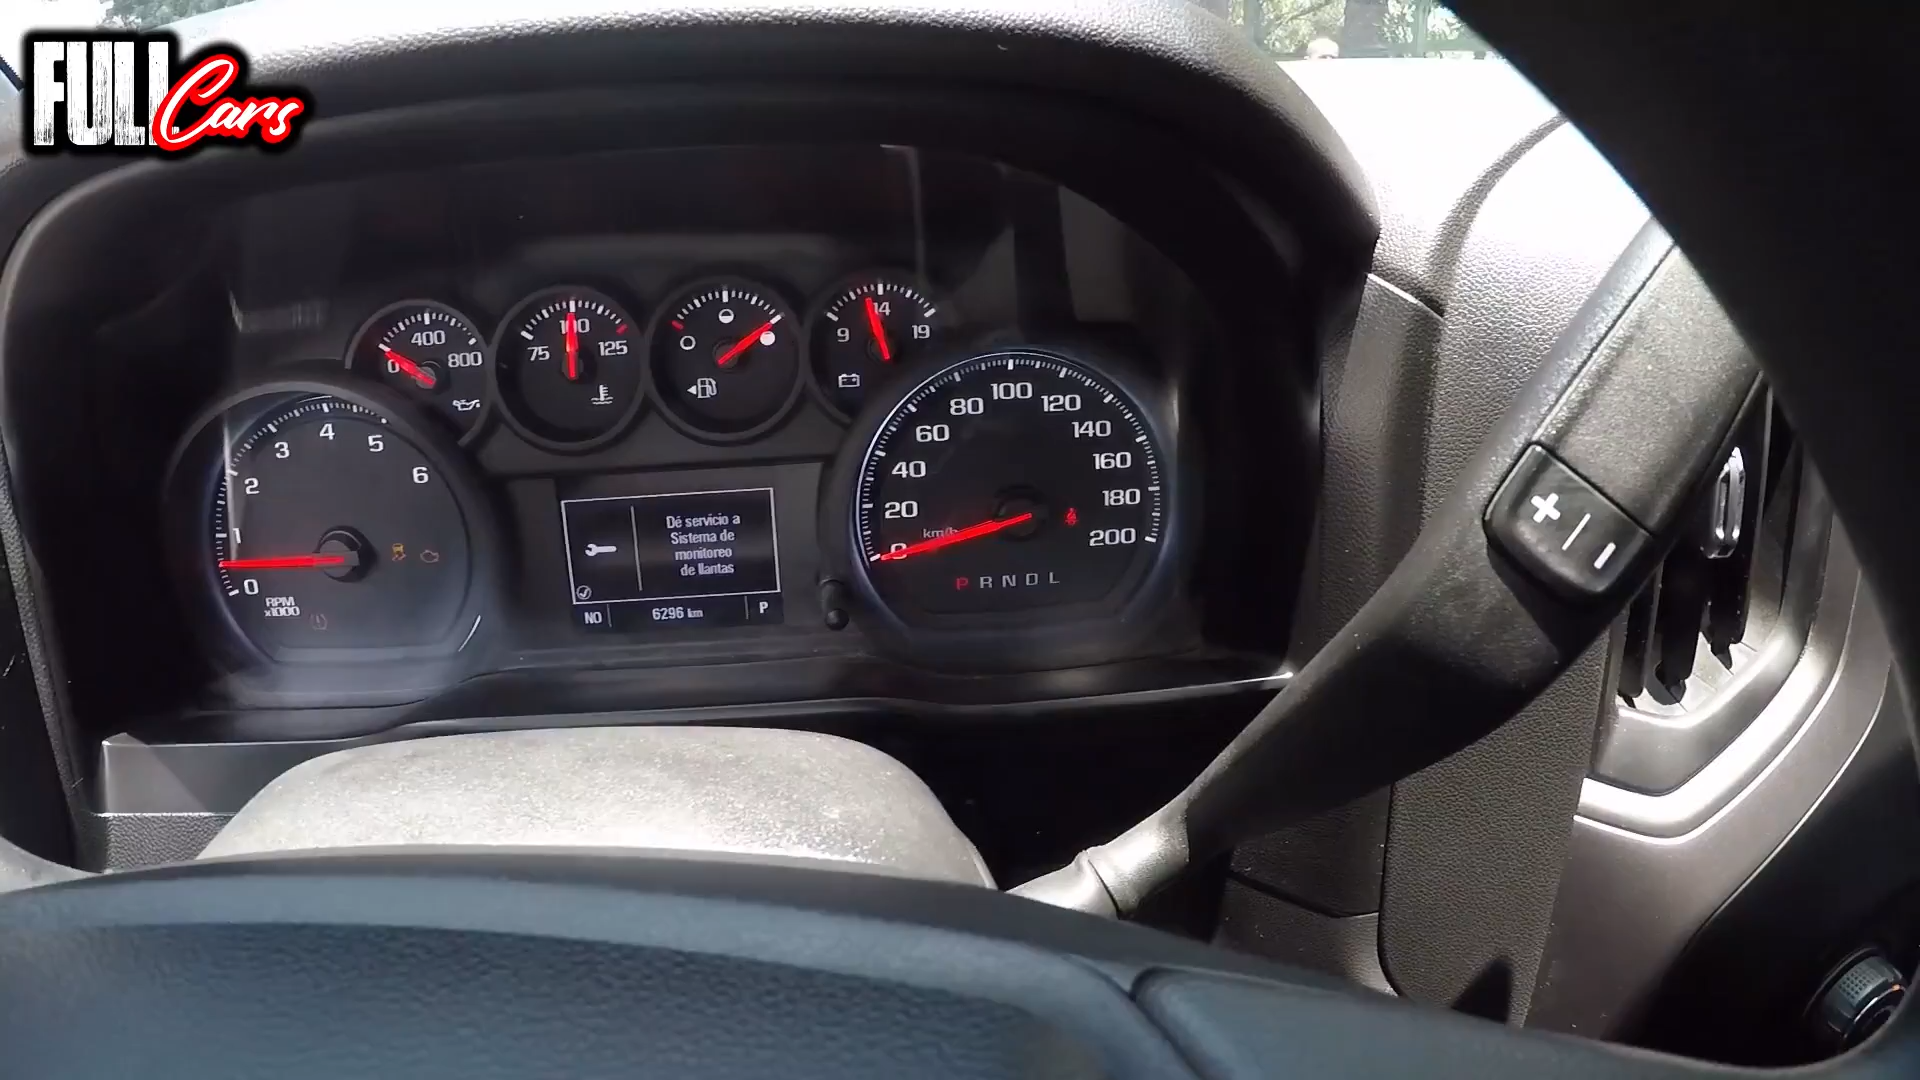 FULL Cars
0 400 800
75 100 125
9 14 19
0 1 2 3 4 5 6
RPM
x1000
Dé servicio a
Sistema de
monitoreo
de llantas
NO 6296 km P
0 20 40 60 80 100 120 140 160 180 200
km/h
P R N D L
+ | -